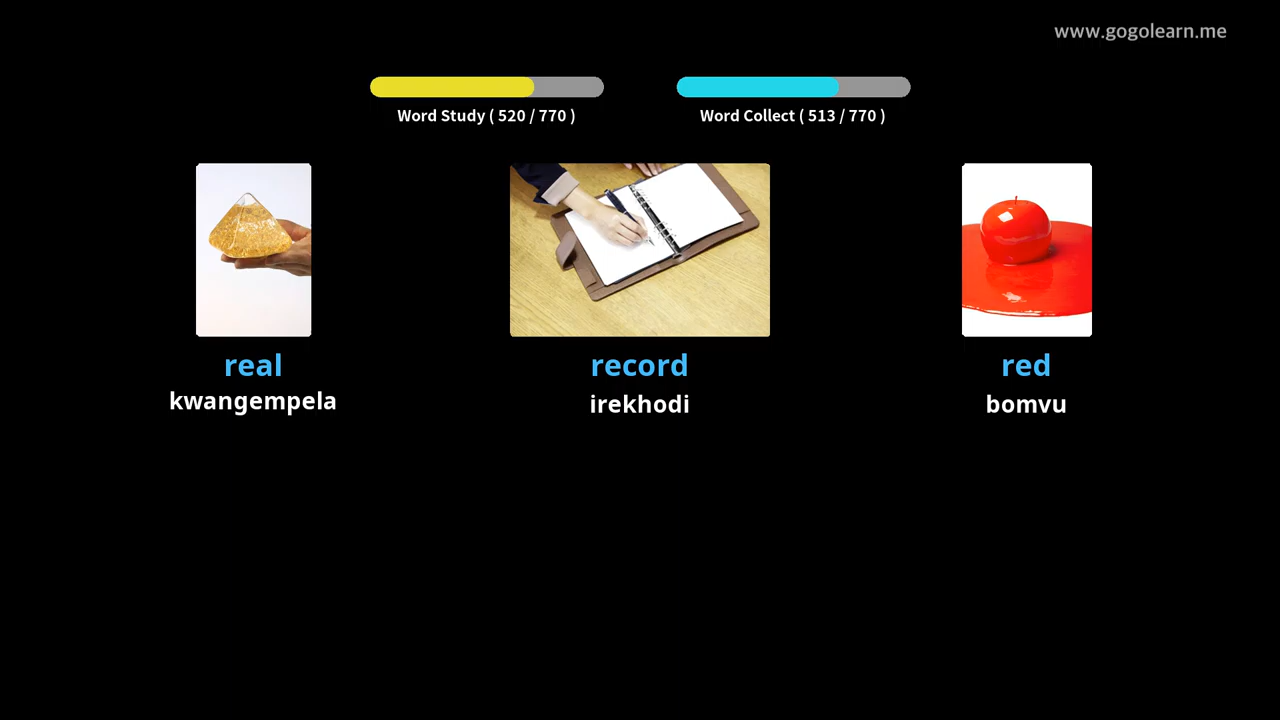 www.gogolearn.me
Word Study ( 520 / 770 )
Word Collect ( 513 / 770 )
real
kwangempela
record
irekhodi
red
bomvu